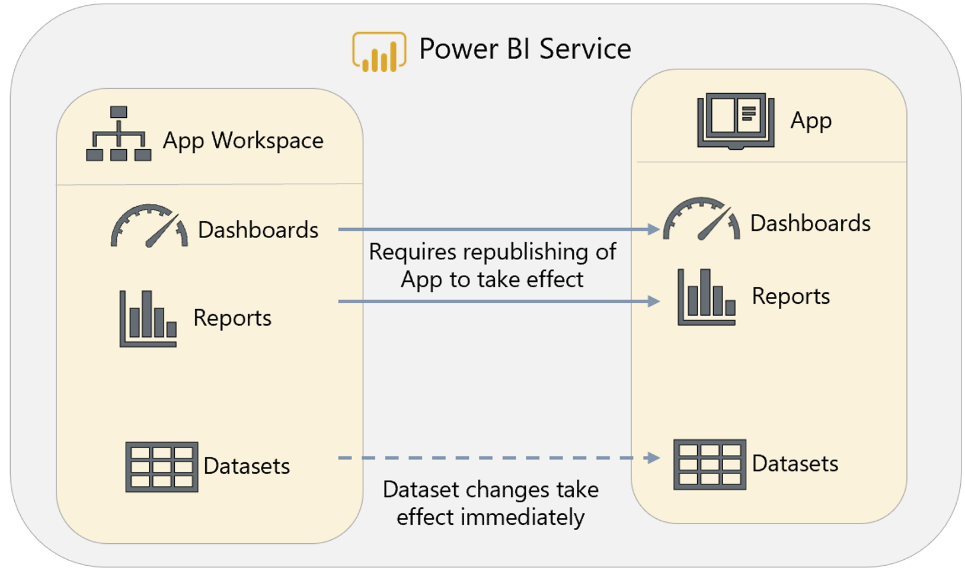 Power BI Service
App Workspace
App
Dashboards
Requires republishing of
App to take effect
Dashboards
Reports
Reports
Datasets
Dataset changes take
effect immediately
Datasets